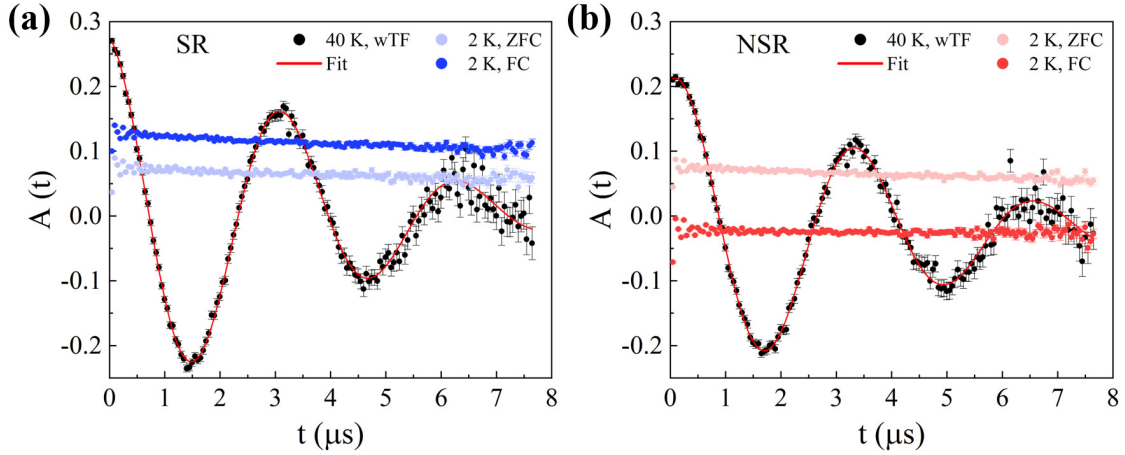 (a)
SR
40 K, wTF
2 K, ZFC
Fit
2 K, FC
A (t)
0.3
0.2
0.1
0.0
-0.1
-0.2
0 1 2 3 4 5 6 7 8
t (μs)
(b)
NSR
40 K, wTF
2 K, ZFC
Fit
2 K, FC
A (t)
0.3
0.2
0.1
0.0
-0.1
-0.2
0 1 2 3 4 5 6 7 8
t (μs)